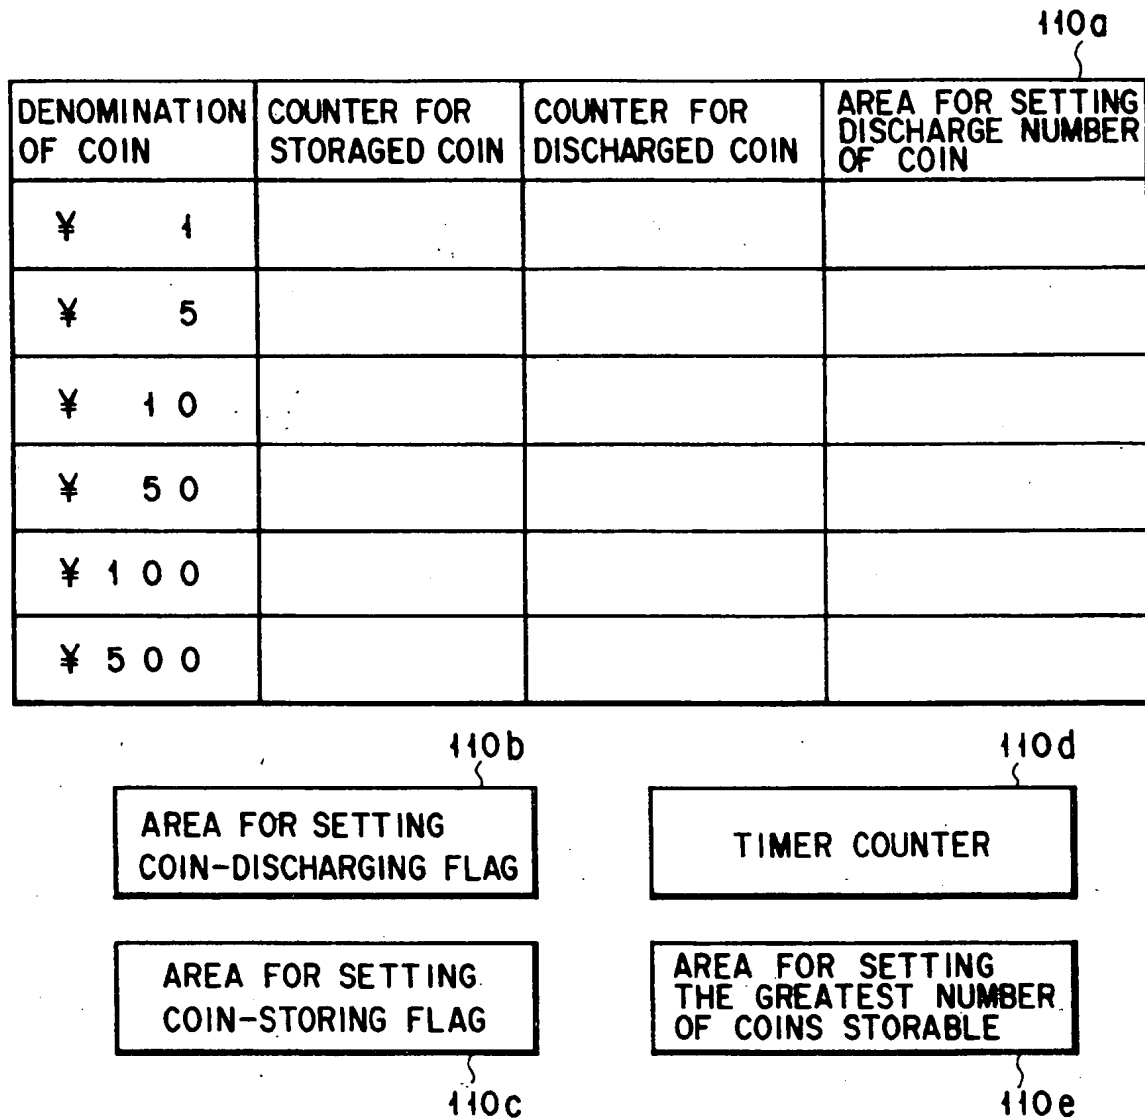 110a
DENOMINATION OF COIN
COUNTER FOR STORAGED COIN
COUNTER FOR DISCHARGED COIN
AREA FOR SETTING DISCHARGE NUMBER OF COIN
¥ 1
¥ 5
¥ 10
¥ 50
¥ 100
¥ 500
110b
AREA FOR SETTING
COIN-DISCHARGING FLAG
110d
TIMER COUNTER
AREA FOR SETTING
COIN-STORING FLAG
110c
AREA FOR SETTING
THE GREATEST NUMBER
OF COINS STORABLE
110e